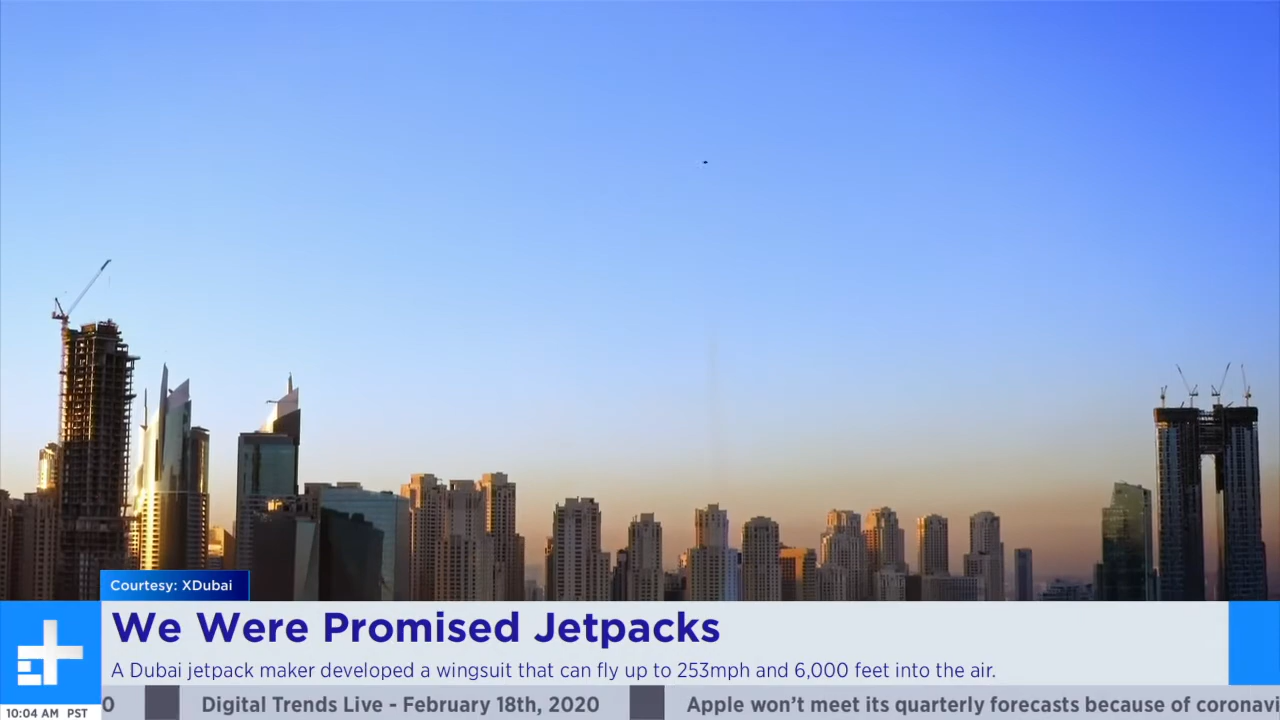 Courtesy: XDubai
We Were Promised Jetpacks
A Dubai jetpack maker developed a wingsuit that can fly up to 253mph and 6,000 feet into the air.
0 Digital Trends Live - February 18th, 2020 Apple won't meet its quarterly forecasts because of coronavi
10:04 AM PST